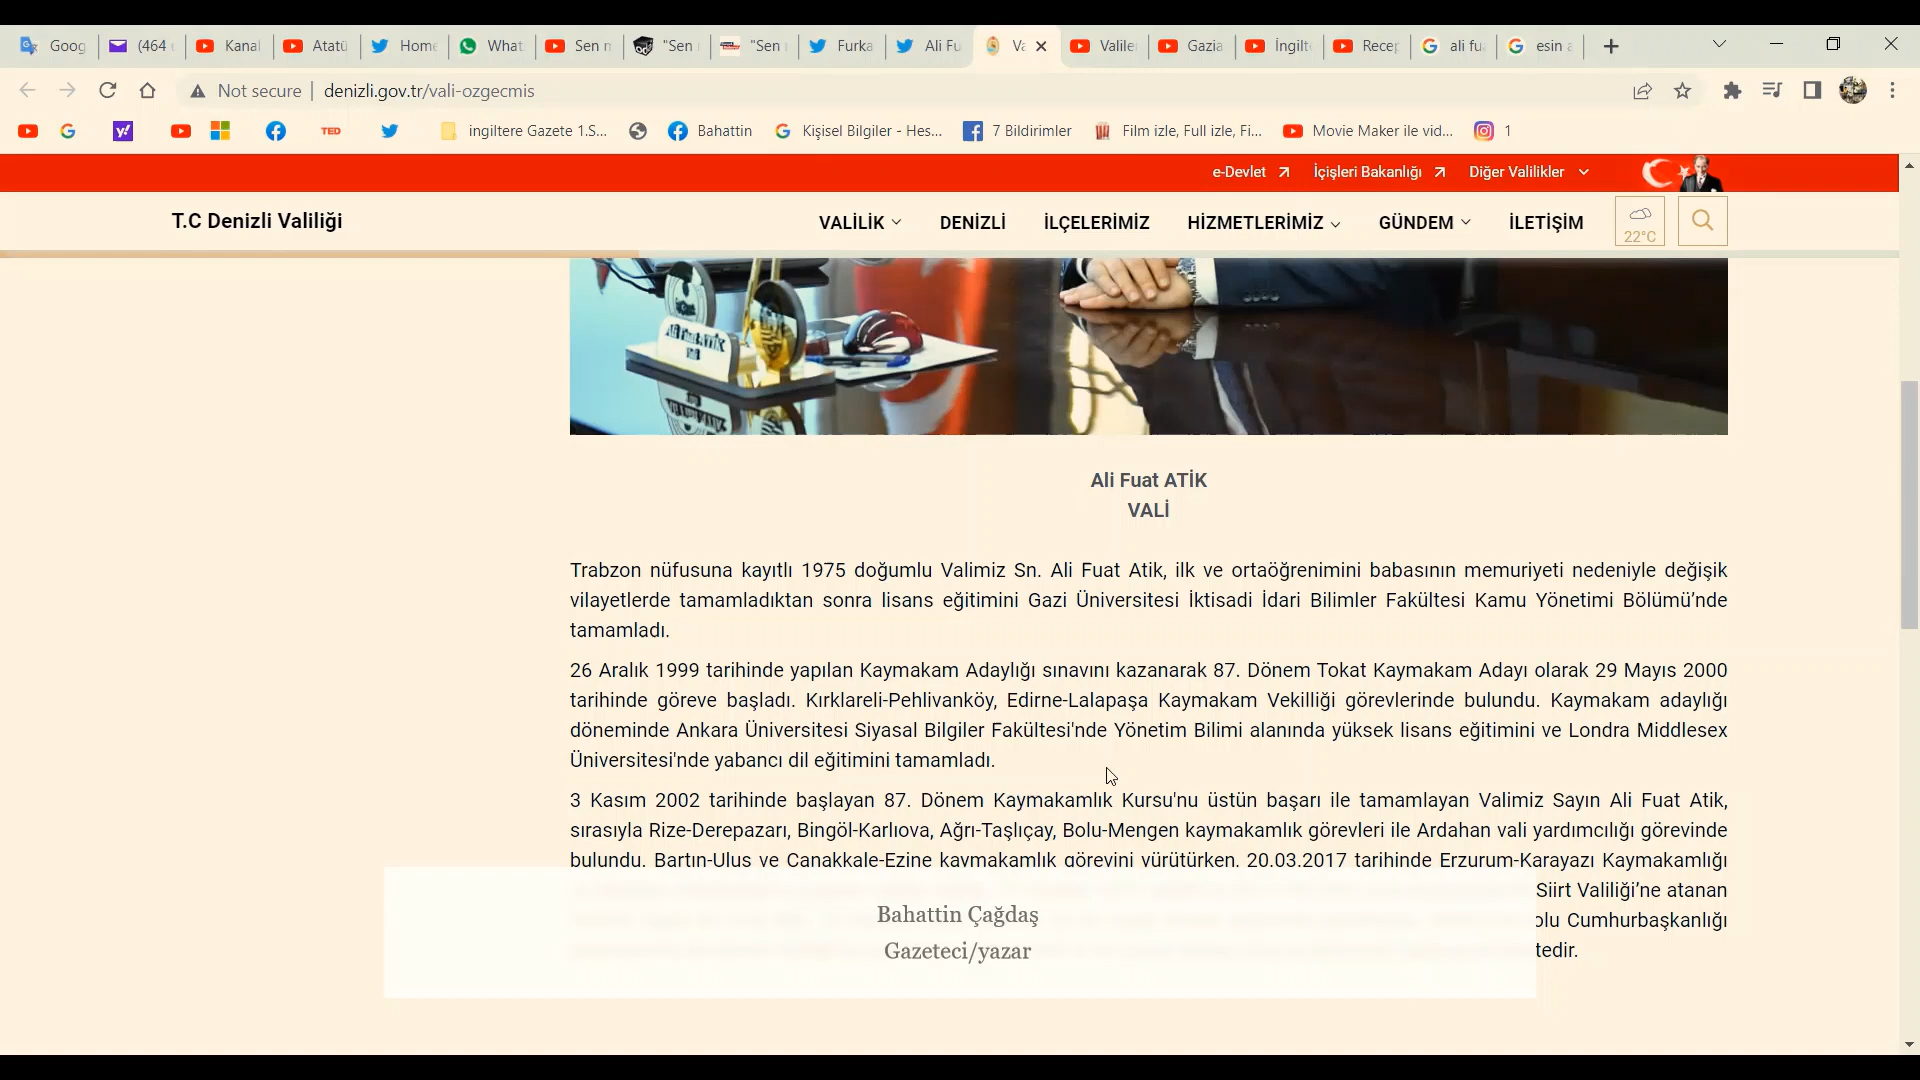 Goog
(464
Kanal
Atatü
Home
What
Sen m
"Sen
"Sen
Furka
Ali Fu
Va
Valile
Gazia
İngilt
Recep
ali fu
esin a
Not secure
denizli.gov.tr/vali-ozgecmis
TED
ingiltere Gazete 1.S...
Bahattin
Kişisel Bilgiler - Hes...
7 Bildirimler
Film izle, Full izle, Fi...
Movie Maker ile vid...
1
e-Devlet
İçişleri Bakanlığı
Diğer Valilikler
T.C Denizli Valiliği
VALİLİK
DENİZLİ
İLÇELERİMİZ
HİZMETLERİMİZ
GÜNDEM
İLETİŞİM
22°C
Ali Fuat ATİK
Vali
Ali Fuat ATİK
VALİ
Trabzon nüfusuna kayıtlı 1975 doğumlu Valimiz Sn. Ali Fuat Atik, ilk ve ortaöğrenimini babasının memuriyeti nedeniyle değişik
vilayetlerde tamamladıktan sonra lisans eğitimini Gazi Üniversitesi İktisadi İdari Bilimler Fakültesi Kamu Yönetimi Bölümü’nde
tamamladı.
26 Aralık 1999 tarihinde yapılan Kaymakam Adaylığı sınavını kazanarak 87. Dönem Tokat Kaymakam Adayı olarak 29 Mayıs 2000
tarihinde göreve başladı. Kırklareli-Pehlivanköy, Edirne-Lalapaşa Kaymakam Vekilliği görevlerinde bulundu. Kaymakam adaylığı
döneminde Ankara Üniversitesi Siyasal Bilgiler Fakültesi'nde Yönetim Bilimi alanında yüksek lisans eğitimini ve Londra Middlesex
Üniversitesi'nde yabancı dil eğitimini tamamladı.
3 Kasım 2002 tarihinde başlayan 87. Dönem Kaymakamlık Kursu'nu üstün başarı ile tamamlayan Valimiz Sayın Ali Fuat Atik,
sırasıyla Rize-Derepazarı, Bingöl-Karlıova, Ağrı-Taşlıçay, Bolu-Mengen kaymakamlık görevleri ile Ardahan vali yardımcılığı görevinde
bulundu. Bartın-Ulus ve Çanakkale-Ezine kaymakamlık görevini yürütürken, 20.03.2017 tarihinde Erzurum-Karayazı Kaymakamlığı
Siirt Valiliği’ne atanan
olu Cumhurbaşkanlığı
tedir.
Bahattin Çağdaş
Gazeteci/yazar